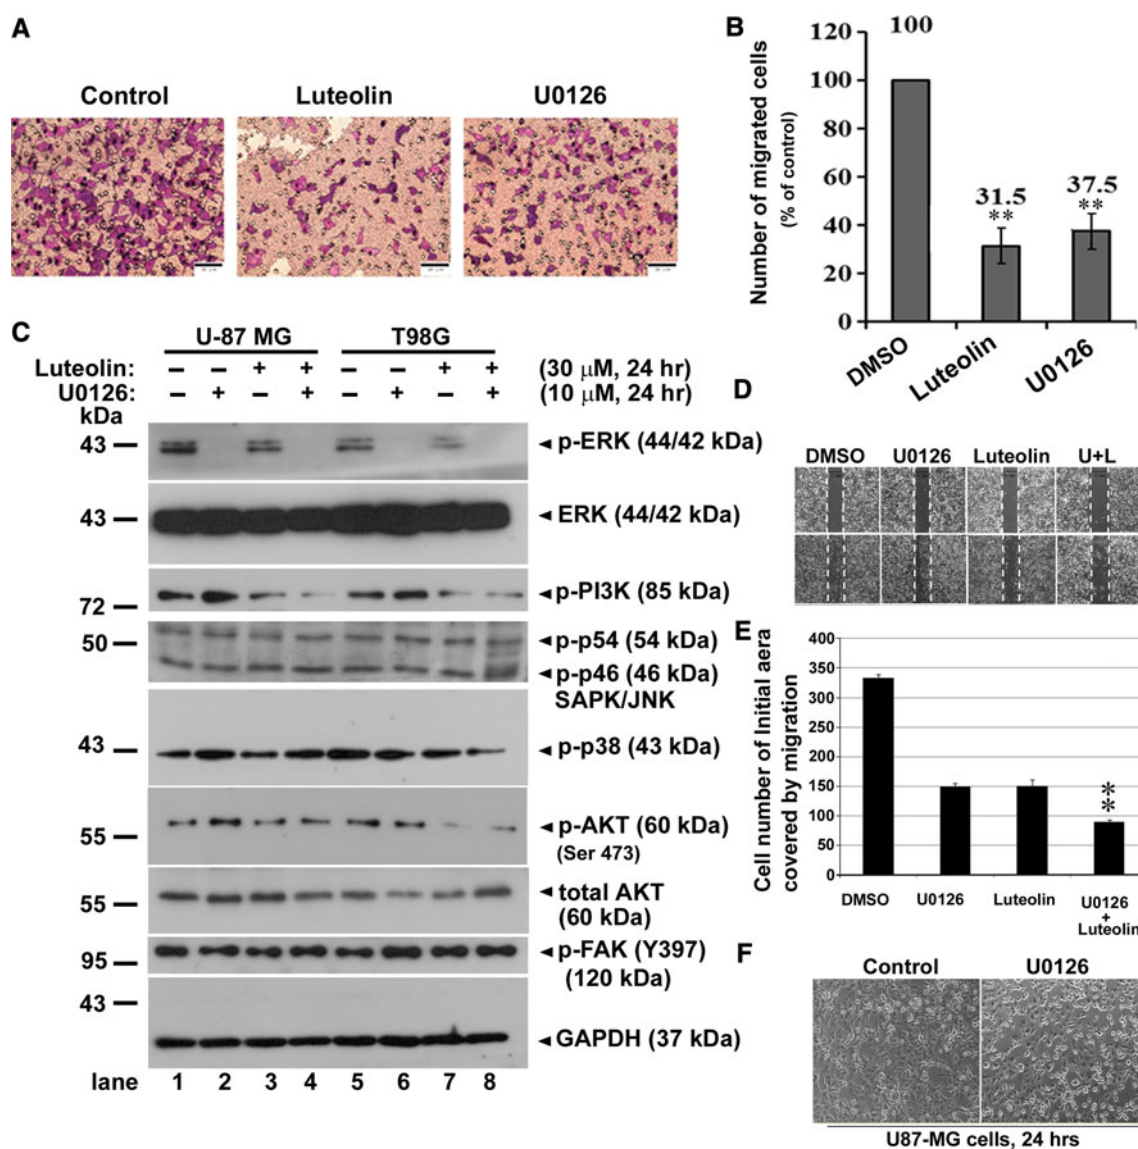 A
Control Luteolin U0126
B
Number of migrated cells
(% of control)
120
100
80
60
40
20
0
100
31.5
**
37.5
**
DMSO Luteolin U0126
C
U-87 MG T98G
Luteolin: – – + + – – + + (30 µM, 24 hr)
U0126: – + – + – + – + (10 µM, 24 hr)
kDa
43 p-ERK (44/42 kDa)
43 ERK (44/42 kDa)
72 p-PI3K (85 kDa)
50 p-p54 (54 kDa)
p-p46 (46 kDa)
SAPK/JNK
43 p-p38 (43 kDa)
55 p-AKT (60 kDa)
(Ser 473)
55 total AKT
(60 kDa)
95 p-FAK (Y397)
(120 kDa)
43
GAPDH (37 kDa)
lane 1 2 3 4 5 6 7 8
D
DMSO U0126 Luteolin U+L
E
Cell number of Initial aera
covered by migration
400
350
300
250
200
150
100
50
0
**
DMSO U0126 Luteolin U0126
+
Luteolin
F
Control U0126
U87-MG cells, 24 hrs